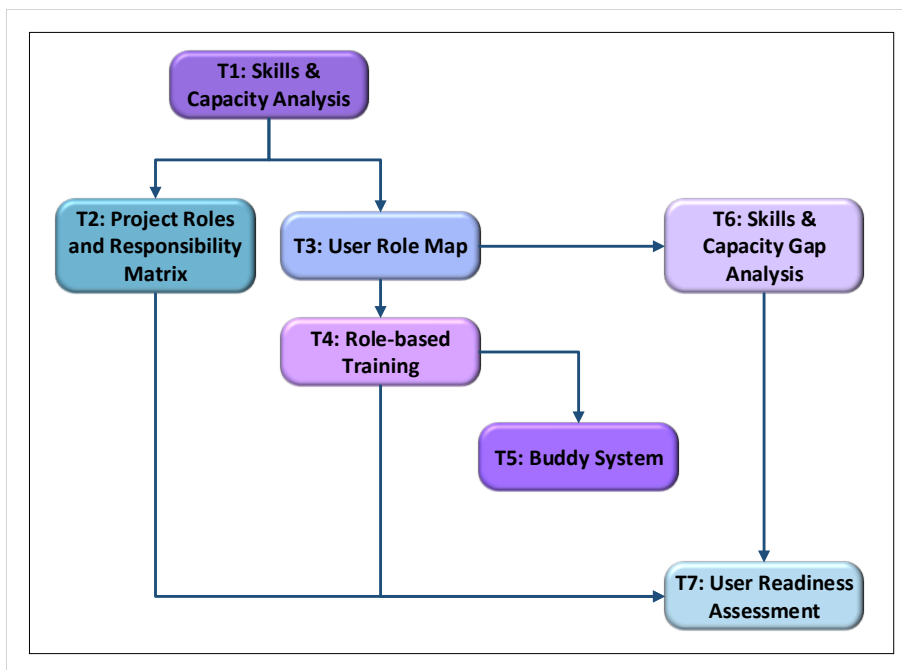 T1: Skills &
Capacity Analysis
T2: Project Roles
and Responsibility
Matrix
T3: User Role Map
T6: Skills &
Capacity Gap
Analysis
T4: Role-based
Training
T5: Buddy System
T7: User Readiness
Assessment